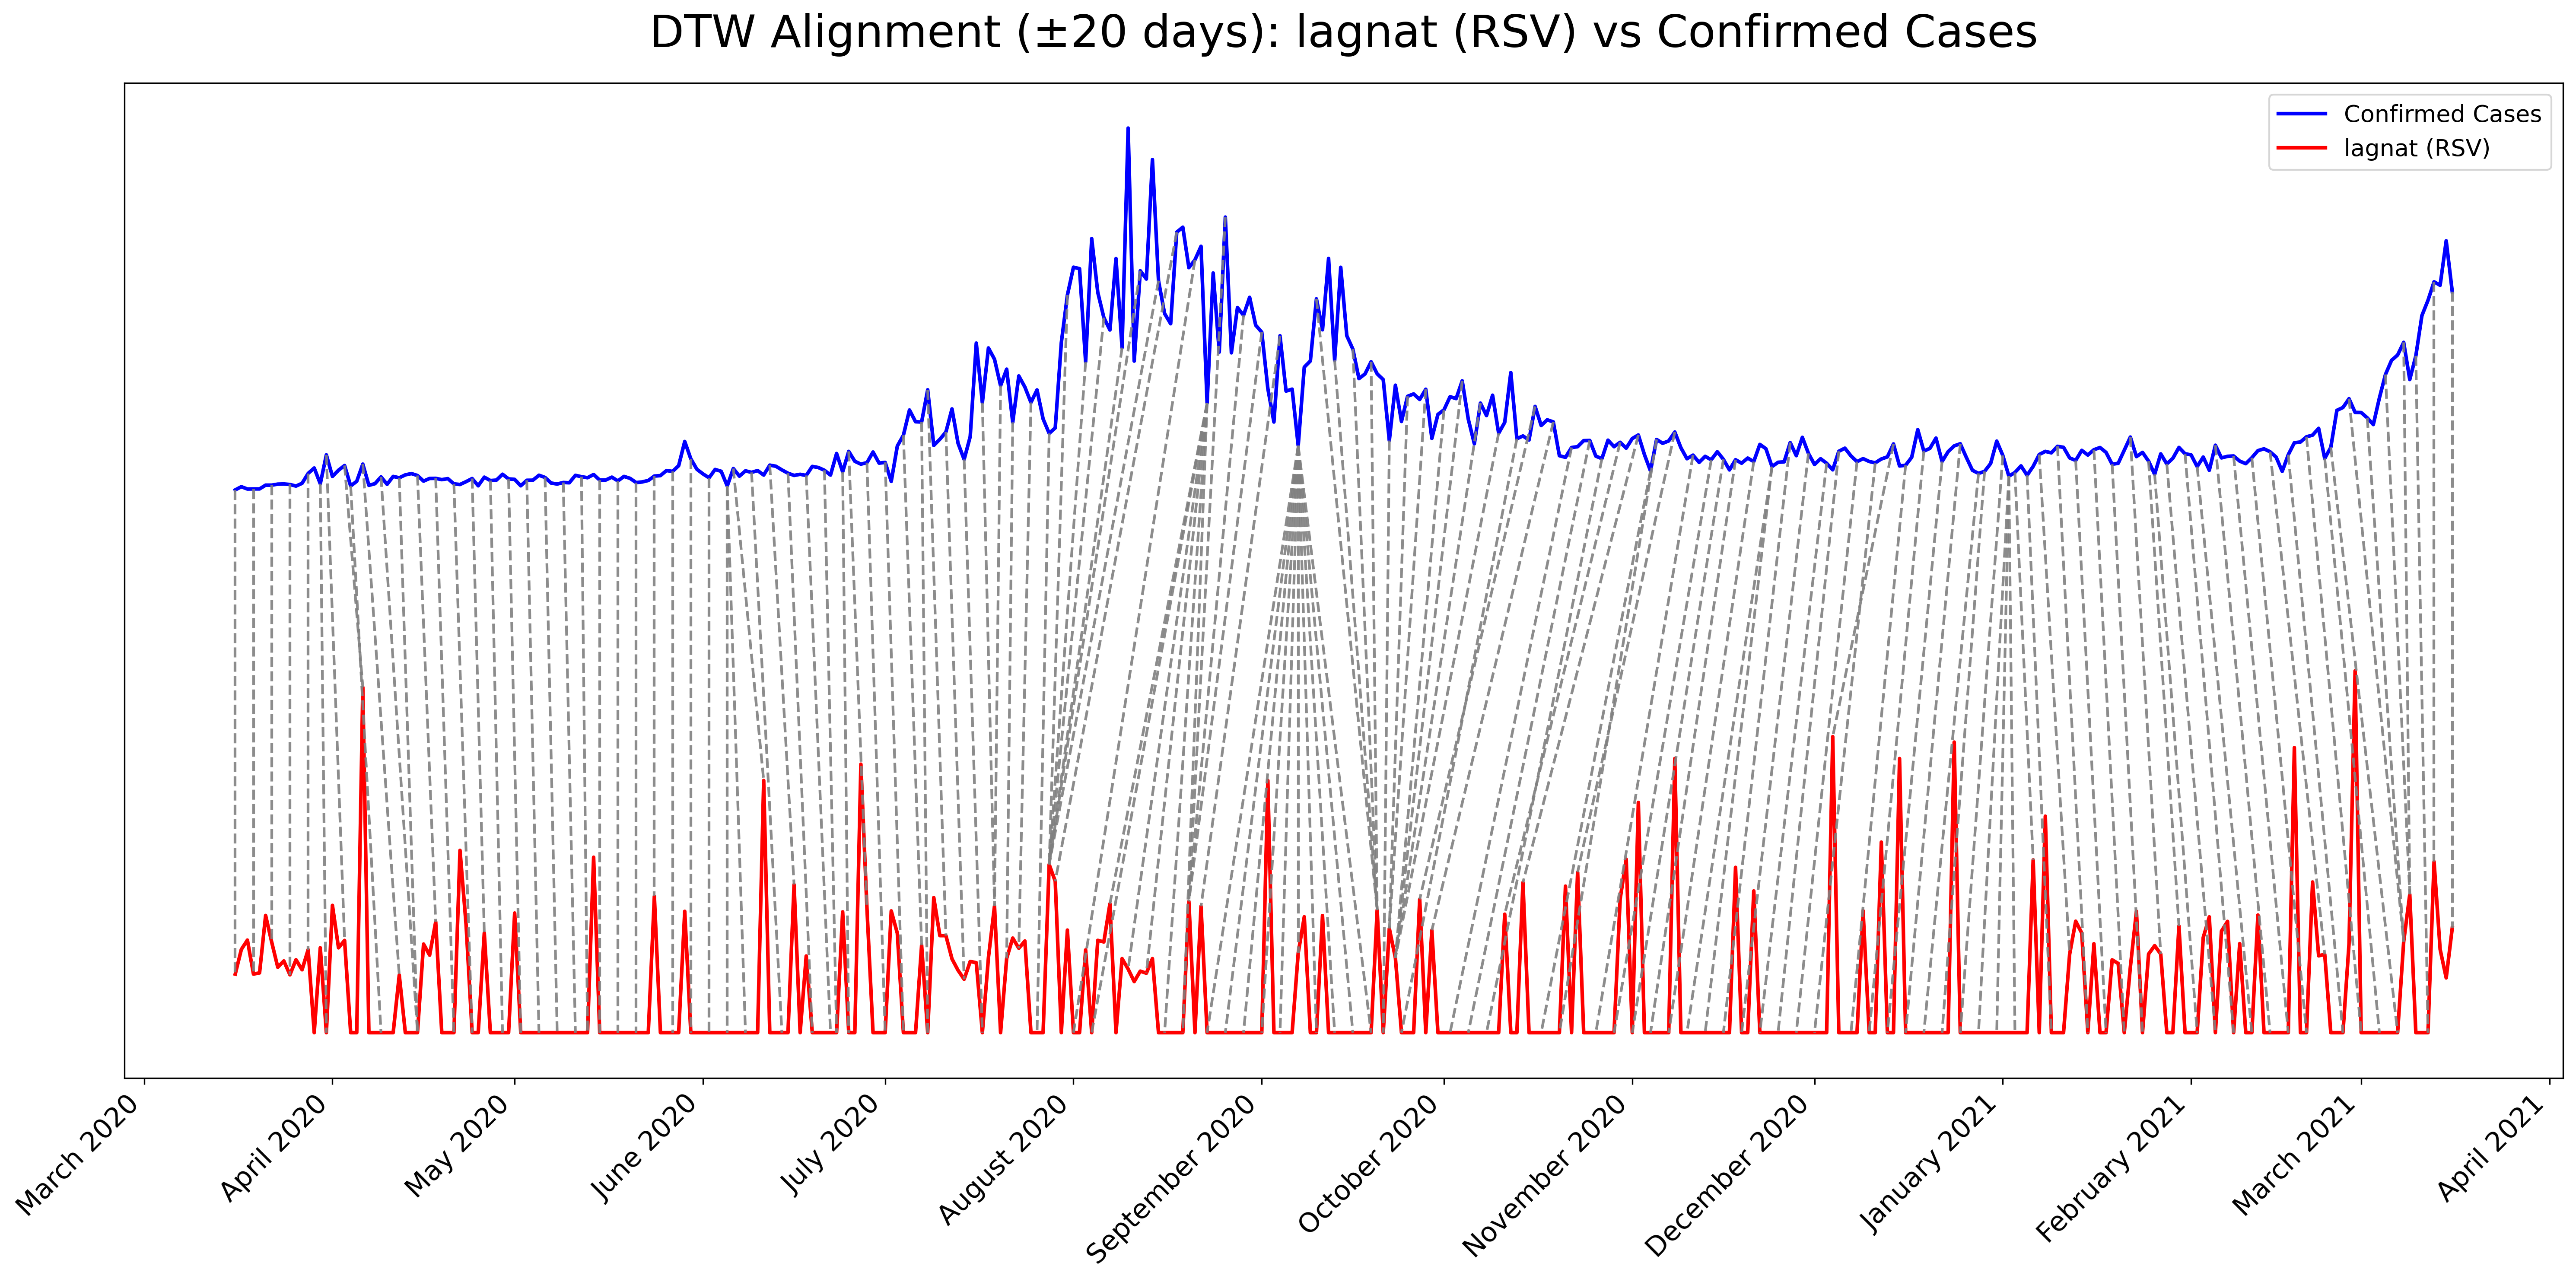 DTW Alignment (±20 days): lagnat (RSV) vs Confirmed Cases
Confirmed Cases
lagnat (RSV)
March 2020
April 2020
May 2020
June 2020
July 2020
August 2020
September 2020
October 2020
November 2020
December 2020
January 2021
February 2021
March 2021
April 2021